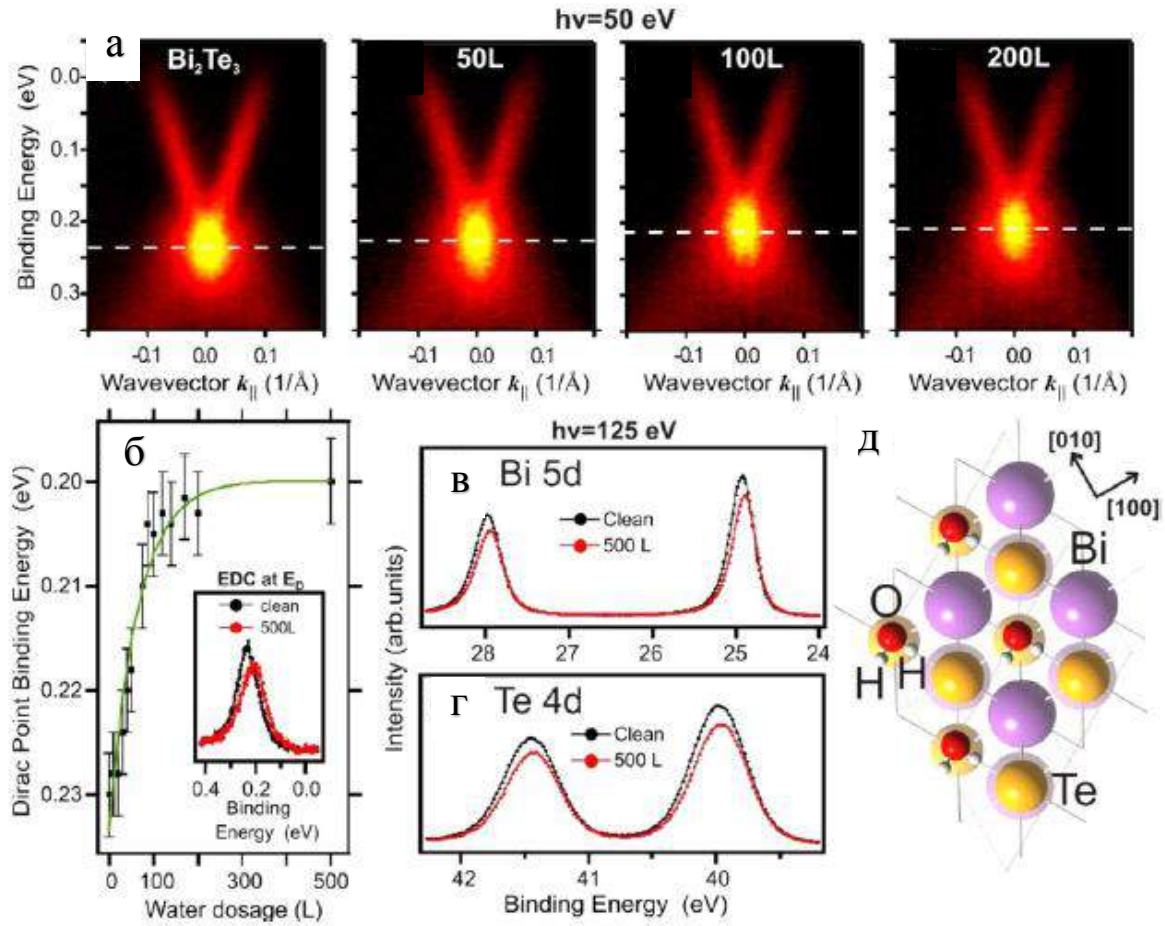 hν=50 eV
а
Bi₂Te₃
50L
100L
200L
Binding Energy (eV)
0.0
0.1
0.2
0.3
-0.1 0.0 0.1
-0.1 0.0 0.1
-0.1 0.0 0.1
-0.1 0.0 0.1
Wavevector k|| (1/Å)
Wavevector k|| (1/Å)
Wavevector k|| (1/Å)
Wavevector k|| (1/Å)
б
Dirac Point Binding Energy (eV)
0.20
0.21
0.22
0.23
0 100 300 500
Water dosage (L)
EDC at E_D
clean
500L
0.4 0.2 0.0
Binding
Energy (eV)
hν=125 eV
в
Bi 5d
Clean
500 L
28 27 26 25 24
Intensity (arb.units)
г
Te 4d
Clean
500 L
42 41 40
Binding Energy (eV)
д
[010]
[100]
Bi
O
H H
Te